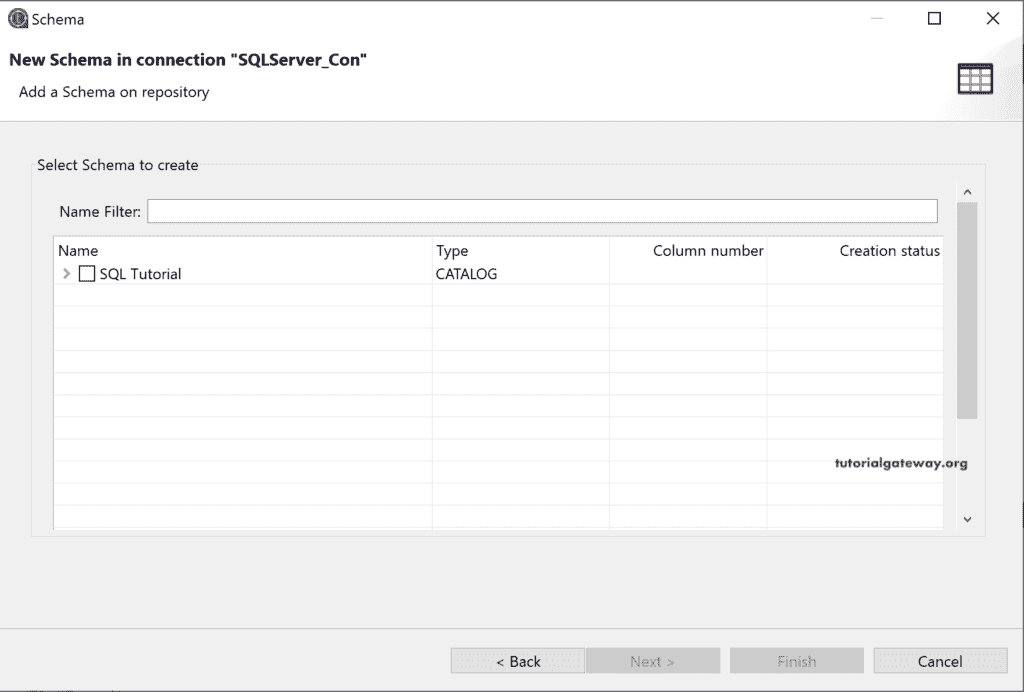 Schema
New Schema in connection "SQLServer_Con"
Add a Schema on repository
Select Schema to create
Name Filter:
Name Type Column number Creation status
SQL Tutorial CATALOG
tutorialgateway.org
< Back Next > Finish Cancel